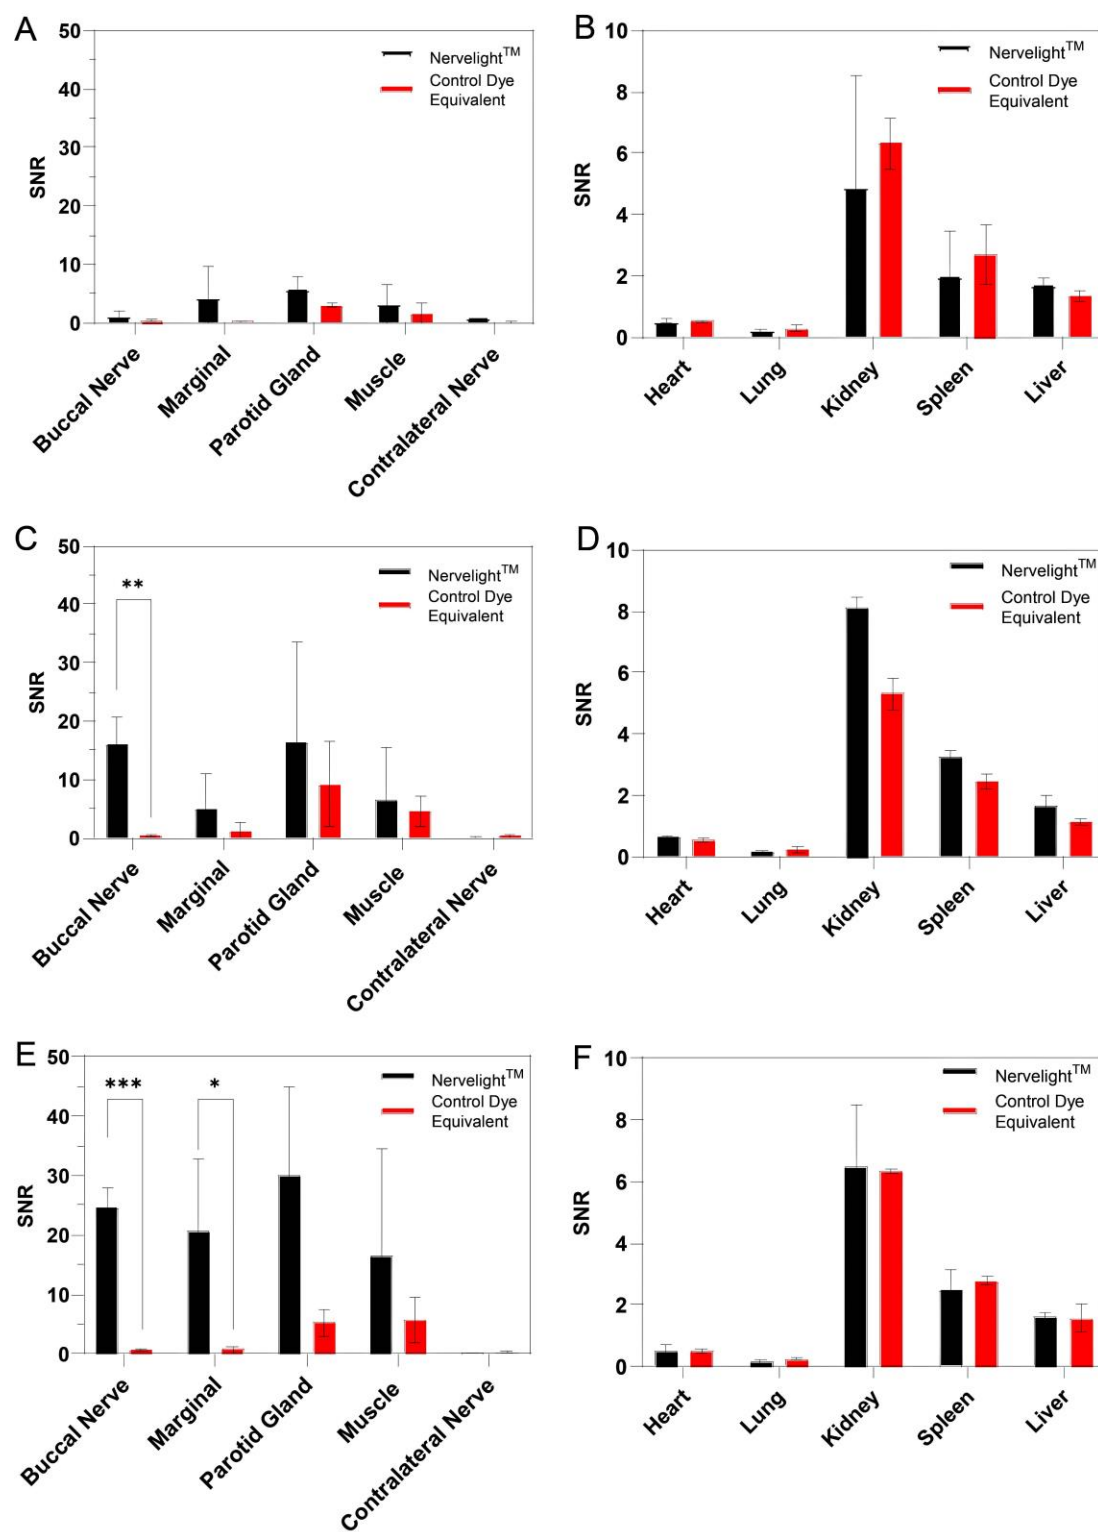 A
50
40
30
20
10
0
SNR
Nervelight™
Control Dye
Equivalent
Buccal Nerve
Marginal
Parotid Gland
Muscle
Contralateral Nerve
B
10
8
6
4
2
0
SNR
Nervelight™
Control Dye
Equivalent
Heart
Lung
Kidney
Spleen
Liver
C
50
40
30
20
10
0
SNR
**
Nervelight™
Control Dye
Equivalent
Buccal Nerve
Marginal
Parotid Gland
Muscle
Contralateral Nerve
D
10
8
6
4
2
0
SNR
Nervelight™
Control Dye
Equivalent
Heart
Lung
Kidney
Spleen
Liver
E
50
40
30
20
10
0
SNR
***
*
Nervelight™
Control Dye
Equivalent
Buccal Nerve
Marginal
Parotid Gland
Muscle
Contralateral Nerve
F
10
8
6
4
2
0
SNR
Nervelight™
Control Dye
Equivalent
Heart
Lung
Kidney
Spleen
Liver